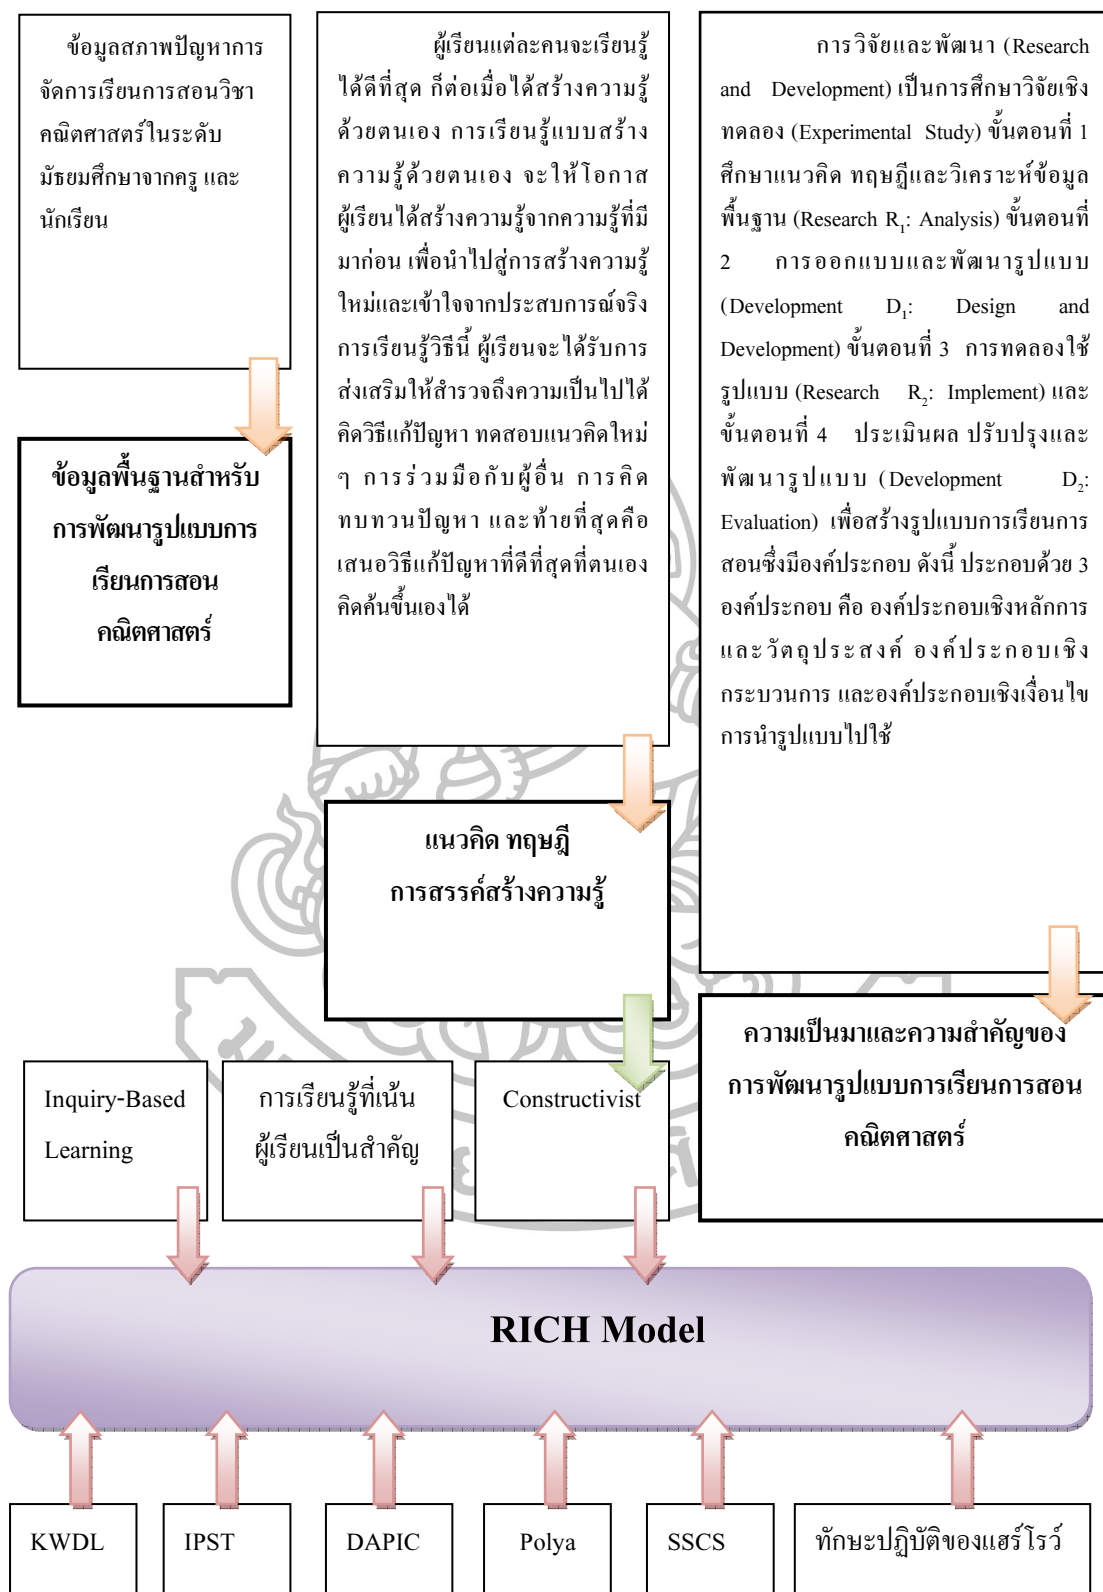 ข้อมูลสภาพปัญหาการ
จัดการเรียนการสอนวิชา
คณิตศาสตร์ในระดับ
มัธยมศึกษาจากครู และ
นักเรียน
ข้อมูลพื้นฐานสำหรับ
การพัฒนารูปแบบการ
เรียนการสอน
คณิตศาสตร์
ผู้เรียนแต่ละคนจะเรียนรู้
ได้ดีที่สุด ก็ต่อเมื่อได้สร้างความรู้
ด้วยตนเอง การเรียนรู้แบบสร้าง
ความรู้ด้วยตนเอง จะให้โอกาส
ผู้เรียนได้สร้างความรู้จากความรู้ที่มี
มาก่อน เพื่อนำไปสู่การสร้างความรู้
ใหม่และเข้าใจจากประสบการณ์จริง
การเรียนรู้วิธีนี้ ผู้เรียนจะได้รับการ
ส่งเสริมให้สำรวจถึงความเป็นไปได้
คิดวิธีแก้ปัญหา ทดสอบแนวคิดใหม่
ๆ การร่วมมือกับผู้อื่น การคิด
ทบทวนปัญหา และท้ายที่สุดคือ
เสนอวิธีแก้ปัญหาที่ดีที่สุดที่ตนเอง
คิดค้นขึ้นเองได้
แนวคิด ทฤษฎี
การสรรค์สร้างความรู้
การวิจัยและพัฒนา (Research
and Development) เป็นการศึกษาวิจัยเชิง
ทดลอง (Experimental Study) ขั้นตอนที่ 1
ศึกษาแนวคิด ทฤษฎีและวิเคราะห์ข้อมูล
พื้นฐาน (Research R₁: Analysis) ขั้นตอนที่
2 การออกแบบและพัฒนารูปแบบ
(Development D₁: Design and
Development) ขั้นตอนที่ 3 การทดลองใช้
รูปแบบ (Research R₂: Implement) และ
ขั้นตอนที่ 4 ประเมินผล ปรับปรุงและ
พัฒนารูปแบบ (Development D₂:
Evaluation) เพื่อสร้างรูปแบบการเรียนการ
สอนซึ่งมีองค์ประกอบ ดังนี้ ประกอบด้วย 3
องค์ประกอบ คือ องค์ประกอบเชิงหลักการ
และวัตถุประสงค์ องค์ประกอบเชิง
กระบวนการ และองค์ประกอบเชิงเงื่อนไข
การนำรูปแบบไปใช้
ความเป็นมาและความสำคัญของ
การพัฒนารูปแบบการเรียนการสอน
คณิตศาสตร์
Inquiry-Based
Learning
การเรียนรู้ที่เน้น
ผู้เรียนเป็นสำคัญ
Constructivist
RICH Model
KWDL
IPST
DAPIC
Polya
SSCS
ทักษะปฏิบัติของแฮร์โรว์